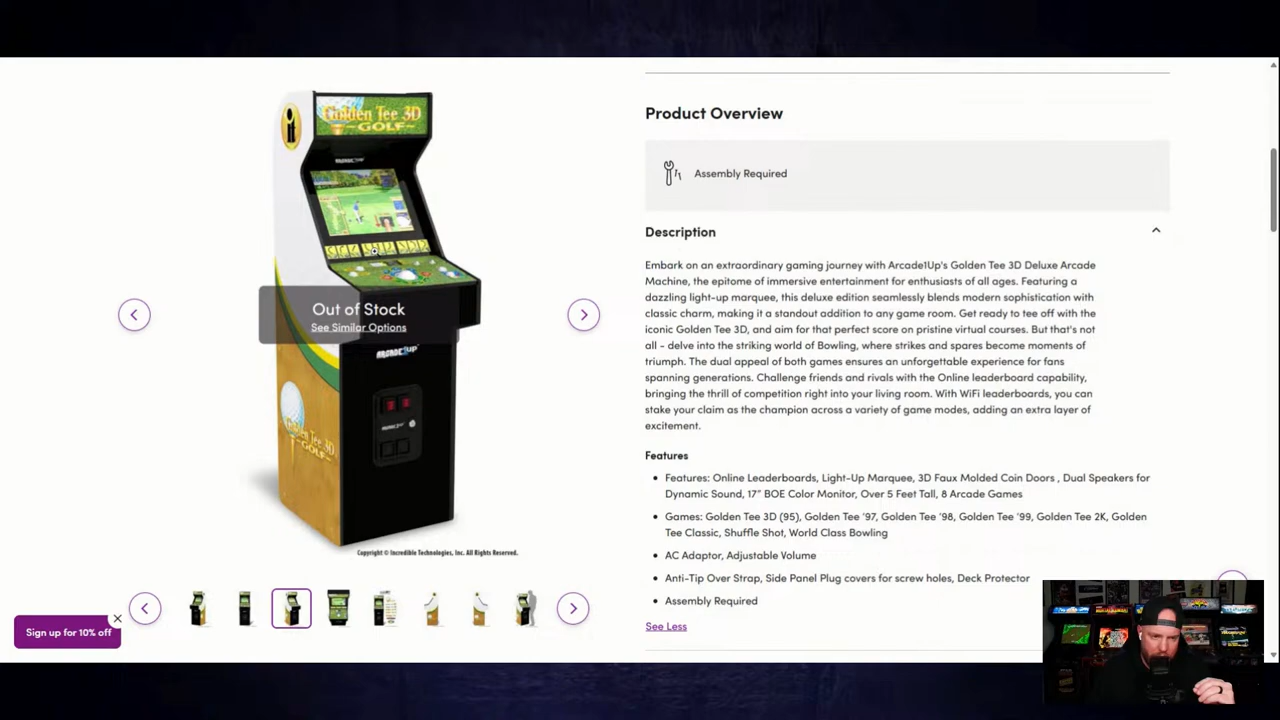 it
Golden Tee 3D
GOLF
Out of Stock
See Similar Options
ARCADE1UP
Golden Tee 3D
GOLF
Copyright © Incredible Technologies, Inc. All Rights Reserved.
Sign up for 10% off
Product Overview
Assembly Required
Description
Embark on an extraordinary gaming journey with Arcade1Up's Golden Tee 3D Deluxe Arcade
Machine, the epitome of immersive entertainment for enthusiasts of all ages. Featuring a
dazzling light-up marquee, this deluxe edition seamlessly blends modern sophistication with
classic charm, making it a standout addition to any game room. Get ready to tee off with the
iconic Golden Tee 3D, and aim for that perfect score on pristine virtual courses. But that's not
all - delve into the striking world of Bowling, where strikes and spares become moments of
triumph. The dual appeal of both games ensures an unforgettable experience for fans
spanning generations. Challenge friends and rivals with the Online leaderboard capability,
bringing the thrill of competition right into your living room. With WiFi leaderboards, you can
stake your claim as the champion across a variety of game modes, adding an extra layer of
excitement.
Features
Features: Online Leaderboards, Light-Up Marquee, 3D Faux Molded Coin Doors , Dual Speakers for
Dynamic Sound, 17" BOE Color Monitor, Over 5 Feet Tall, 8 Arcade Games
Games: Golden Tee 3D (95), Golden Tee '97, Golden Tee '98, Golden Tee '99, Golden Tee 2K, Golden
Tee Classic, Shuffle Shot, World Class Bowling
AC Adaptor, Adjustable Volume
Anti-Tip Over Strap, Side Panel Plug covers for screw holes, Deck Protector
Assembly Required
See Less